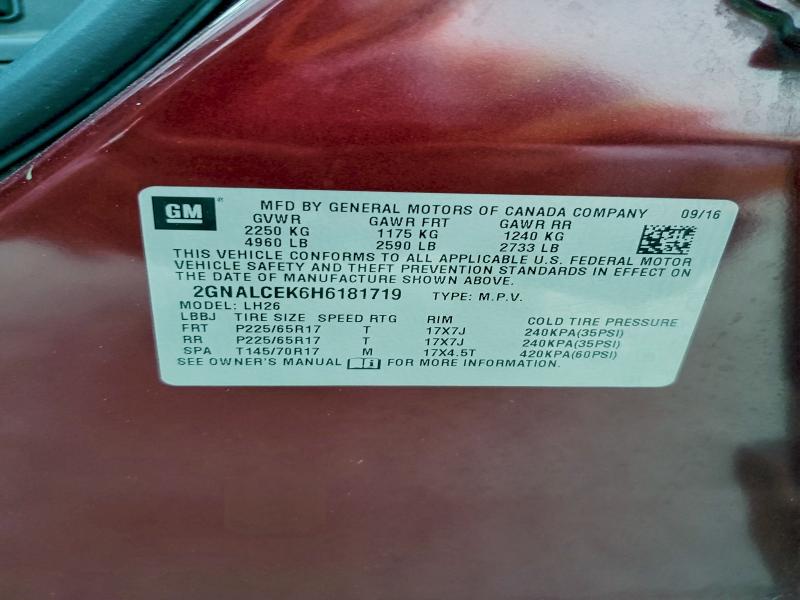 GM
MFD BY GENERAL MOTORS OF CANADA COMPANY 09/16
GVWR GAWR FRT GAWR RR
2250 KG 1175 KG 1240 KG
4960 LB 2590 LB 2733 LB
THIS VEHICLE CONFORMS TO ALL APPLICABLE U.S. FEDERAL MOTOR
VEHICLE SAFETY AND THEFT PREVENTION STANDARDS IN EFFECT ON
THE DATE OF MANUFACTURE SHOWN ABOVE.
2GNALCEK6H6181719 TYPE: M.P.V.
MODEL: LH26
LBBJ TIRE SIZE SPEED RTG RIM COLD TIRE PRESSURE
FRT P225/65R17 T 17X7J 240KPA(35PSI)
RR P225/65R17 T 17X7J 240KPA(35PSI)
SPA T145/70R17 M 17X4.5T 420KPA(60PSI)
SEE OWNER'S MANUAL FOR MORE INFORMATION.